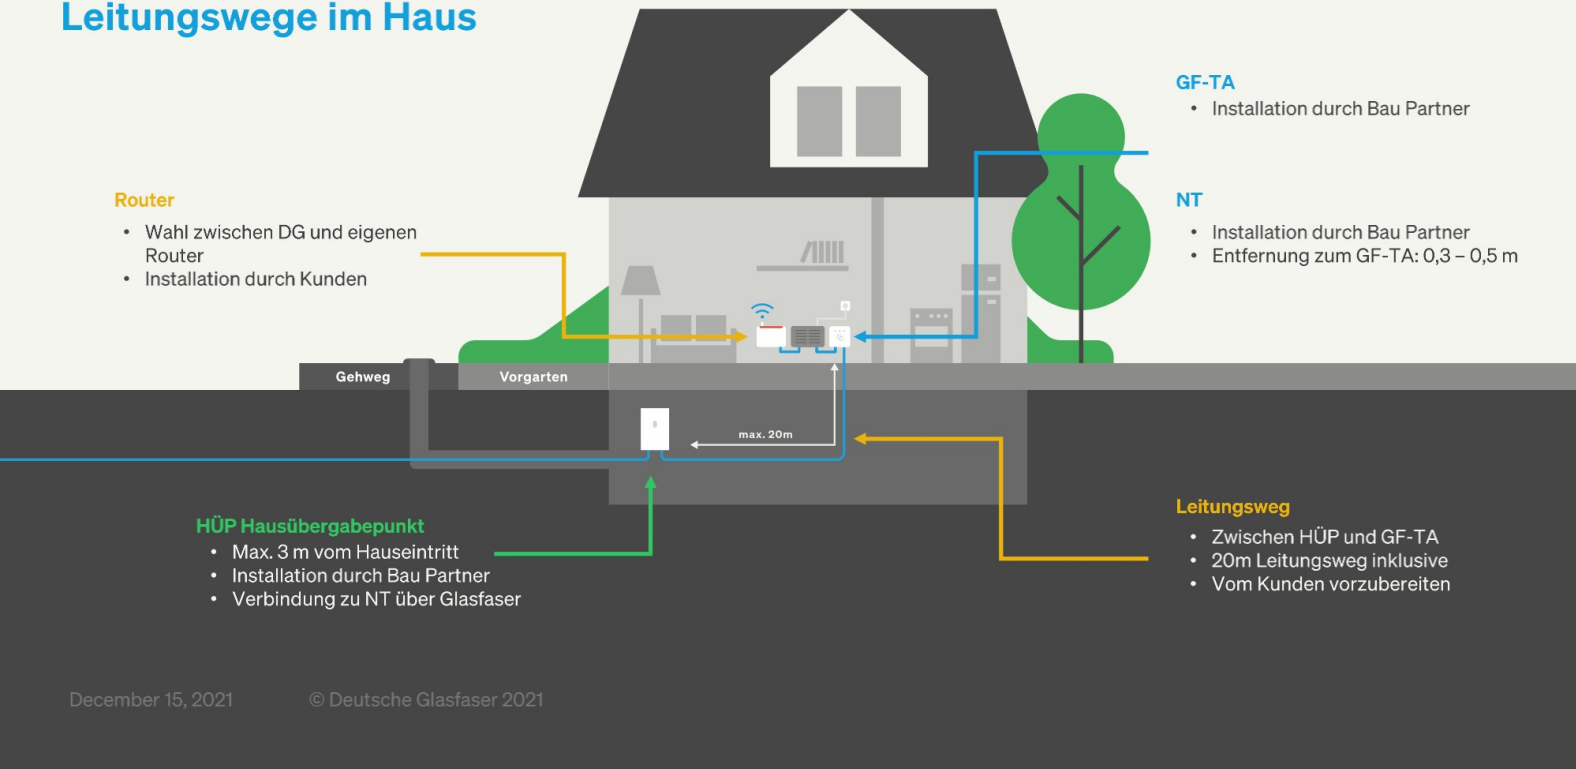 Leitungswege im Haus
GF-TA
• Installation durch Bau Partner
NT
• Installation durch Bau Partner
• Entfernung zum GF-TA: 0,3 – 0,5 m
Router
• Wahl zwischen DG und eigenen
Router
• Installation durch Kunden
Gehweg
Vorgarten
max. 20m
HÜP Hausübergabepunkt
• Max. 3 m vom Hauseintritt
• Installation durch Bau Partner
• Verbindung zu NT über Glasfaser
Leitungsweg
• Zwischen HÜP und GF-TA
• 20m Leitungsweg inklusive
• Vom Kunden vorzubereiten
December 15, 2021
© Deutsche Glasfaser 2021